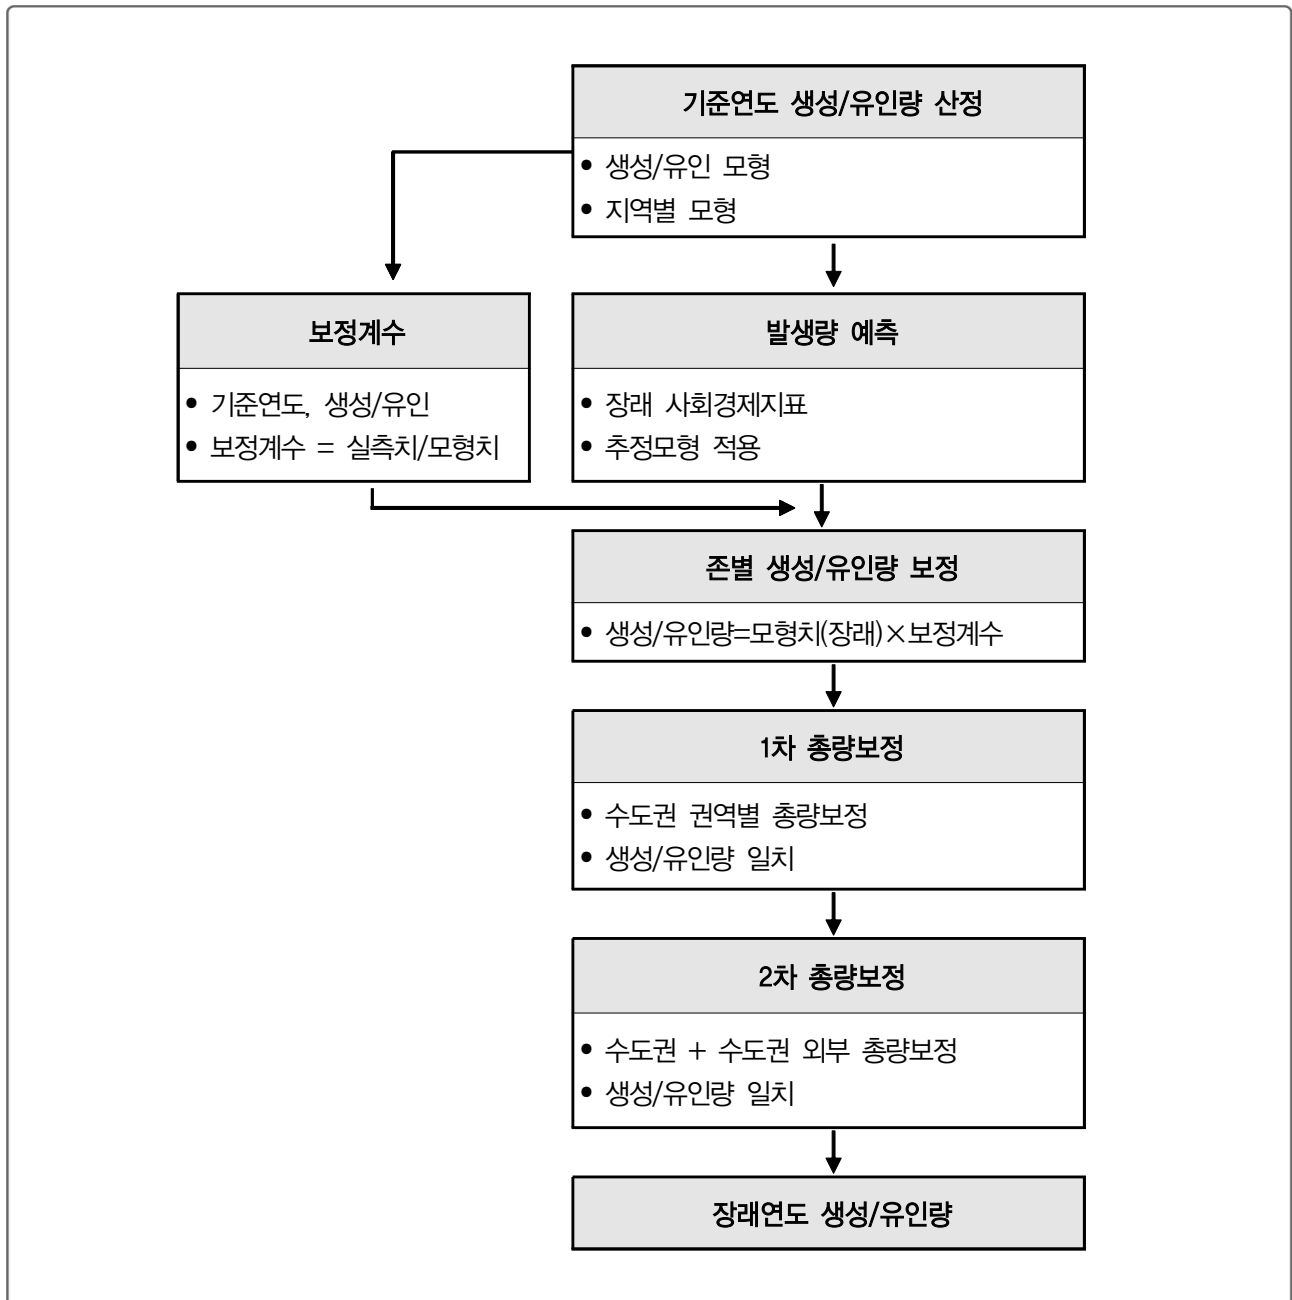 기준연도 생성/유인량 산정
• 생성/유인 모형
• 지역별 모형
보정계수
• 기준연도, 생성/유인
• 보정계수 = 실측치/모형치
발생량 예측
• 장래 사회경제지표
• 추정모형 적용
존별 생성/유인량 보정
• 생성/유인량=모형치(장래)×보정계수
1차 총량보정
• 수도권 권역별 총량보정
• 생성/유인량 일치
2차 총량보정
• 수도권 + 수도권 외부 총량보정
• 생성/유인량 일치
장래연도 생성/유인량